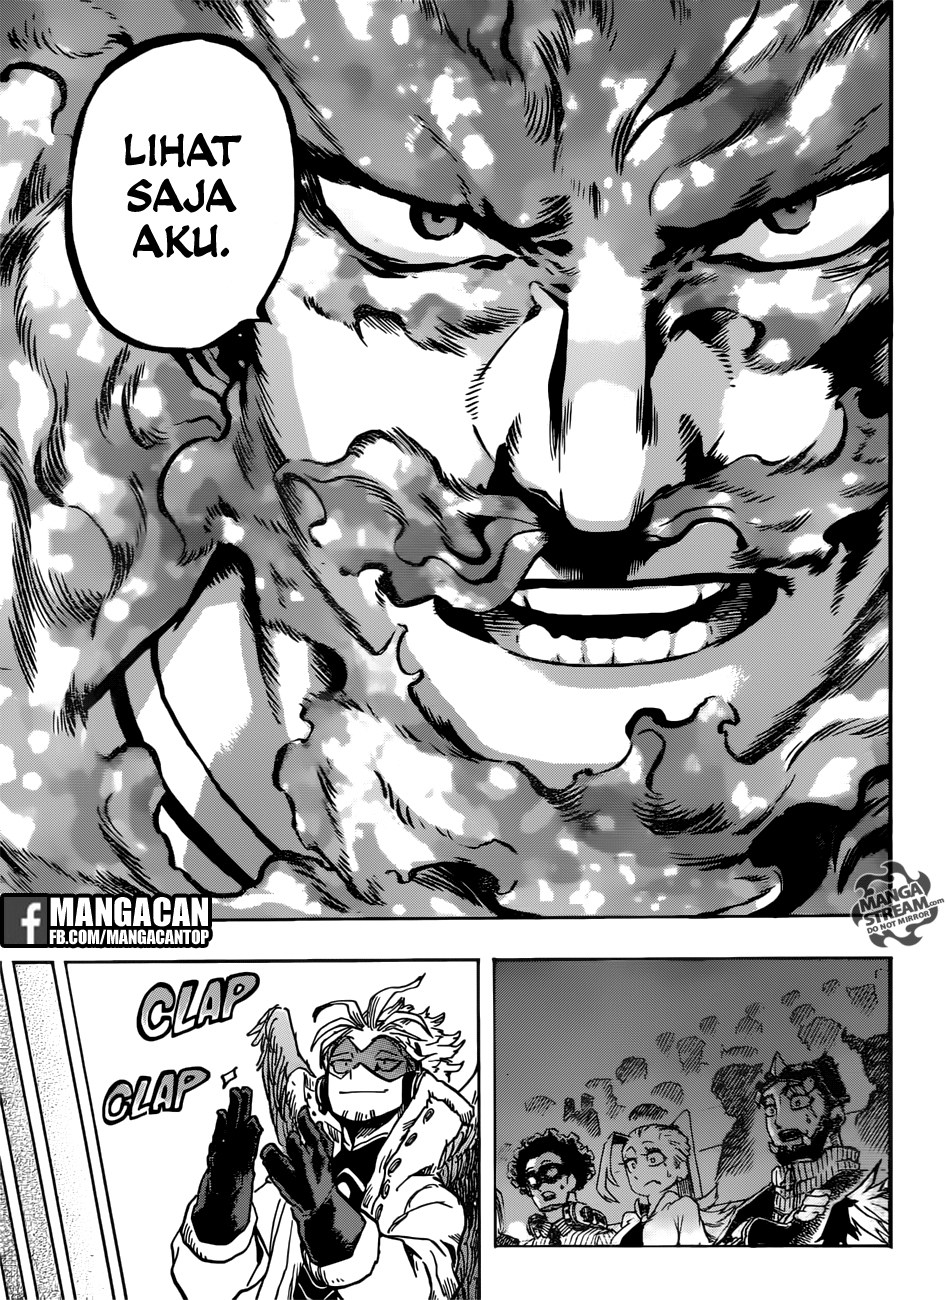 LIHAT
SAJA
AKU.
f MANGACAN
FB.COM/MANGACANTOP
MANGA
STREAM.com
DO NOT MIRROR
CLAP
CLAP